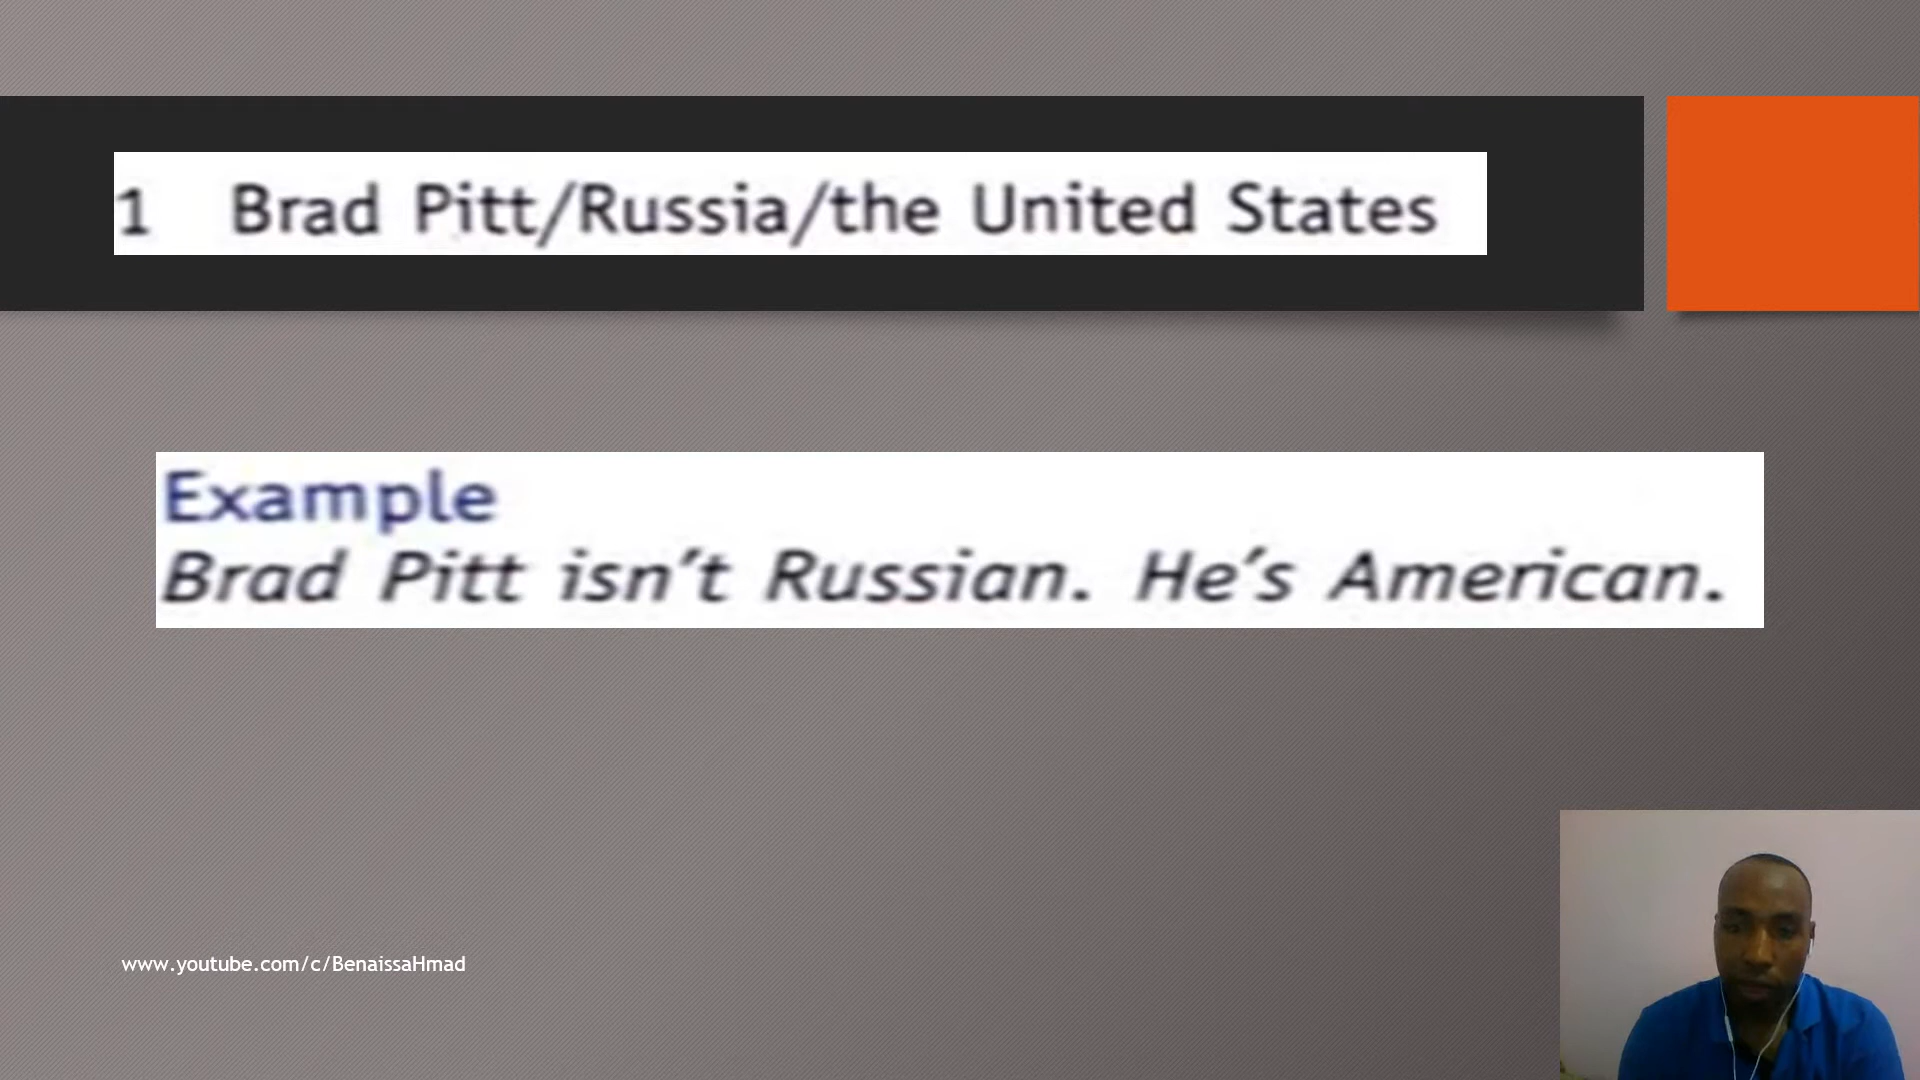 1 Brad Pitt/Russia/the United States
Example
Brad Pitt isn't Russian. He's American.
www.youtube.com/c/BenaissaHmad